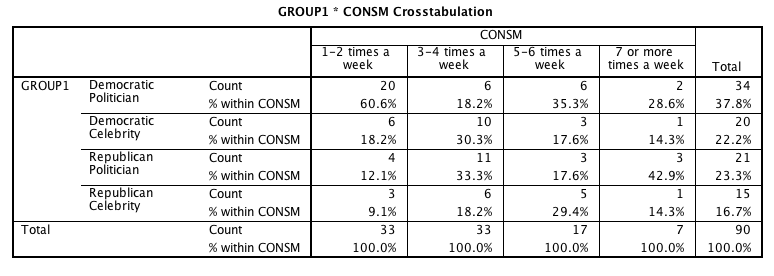 GROUP1 * CONSM Crosstabulation
CONSM
1-2 times a week 3-4 times a week 5-6 times a week 7 or more times a week Total
GROUP1 Democratic Politician Count 20 6 6 2 34
% within CONSM 60.6% 18.2% 35.3% 28.6% 37.8%
Democratic Celebrity Count 6 10 3 1 20
% within CONSM 18.2% 30.3% 17.6% 14.3% 22.2%
Republican Politician Count 4 11 3 3 21
% within CONSM 12.1% 33.3% 17.6% 42.9% 23.3%
Republican Celebrity Count 3 6 5 1 15
% within CONSM 9.1% 18.2% 29.4% 14.3% 16.7%
Total Count 33 33 17 7 90
% within CONSM 100.0% 100.0% 100.0% 100.0% 100.0%